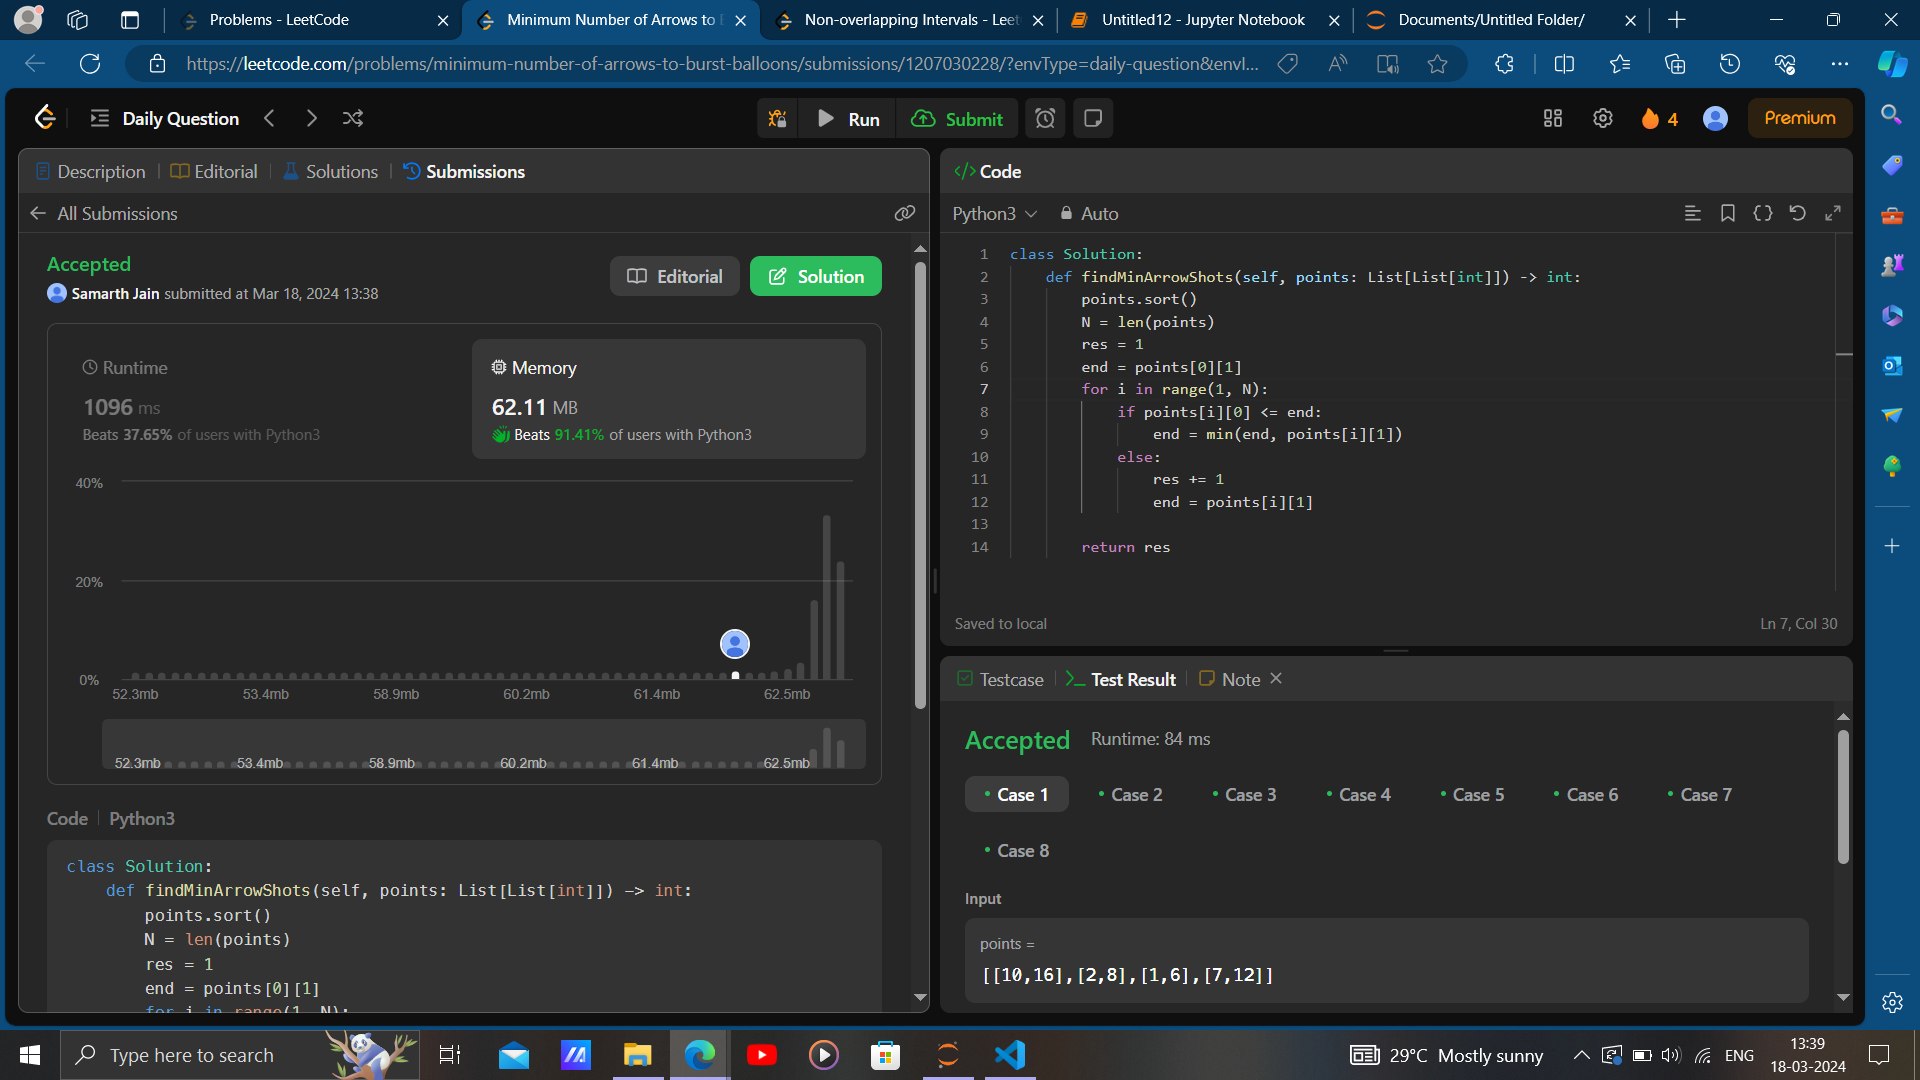 Problems - LeetCode
Minimum Number of Arrows to
Non-overlapping Intervals - Leet
Untitled12 - Jupyter Notebook
Documents/Untitled Folder/
https://leetcode.com/problems/minimum-number-of-arrows-to-burst-balloons/submissions/1207030228/?envType=daily-question&envI...
Daily Question
Run
Submit
4
Premium
Description
Editorial
Solutions
Submissions
All Submissions
Accepted
Samarth Jain submitted at Mar 18, 2024 13:38
Editorial
Solution
Runtime
1096 ms
Beats 37.65% of users with Python3
Memory
62.11 MB
Beats 91.41% of users with Python3
40%
20%
0%
52.3mb 53.4mb 58.9mb 60.2mb 61.4mb 62.5mb
52.3mb 53.4mb 58.9mb 60.2mb 61.4mb 62.5mb
Code | Python3
class Solution:
def findMinArrowShots(self, points: List[List[int]]) -> int:
points.sort()
N = len(points)
res = 1
end = points[0][1]
for i in range(1, N):
</> Code
Python3
Auto
1 class Solution:
2 def findMinArrowShots(self, points: List[List[int]]) -> int:
3 points.sort()
4 N = len(points)
5 res = 1
6 end = points[0][1]
7 for i in range(1, N):
8 if points[i][0] <= end:
9 end = min(end, points[i][1])
10 else:
11 res += 1
12 end = points[i][1]
13
14 return res
Saved to local
Ln 7, Col 30
Testcase
Test Result
Note
Accepted
Runtime: 84 ms
• Case 1 • Case 2 • Case 3 • Case 4 • Case 5 • Case 6 • Case 7
• Case 8
Input
points =
[[10,16],[2,8],[1,6],[7,12]]
Type here to search
29°C Mostly sunny
ENG
13:39
18-03-2024